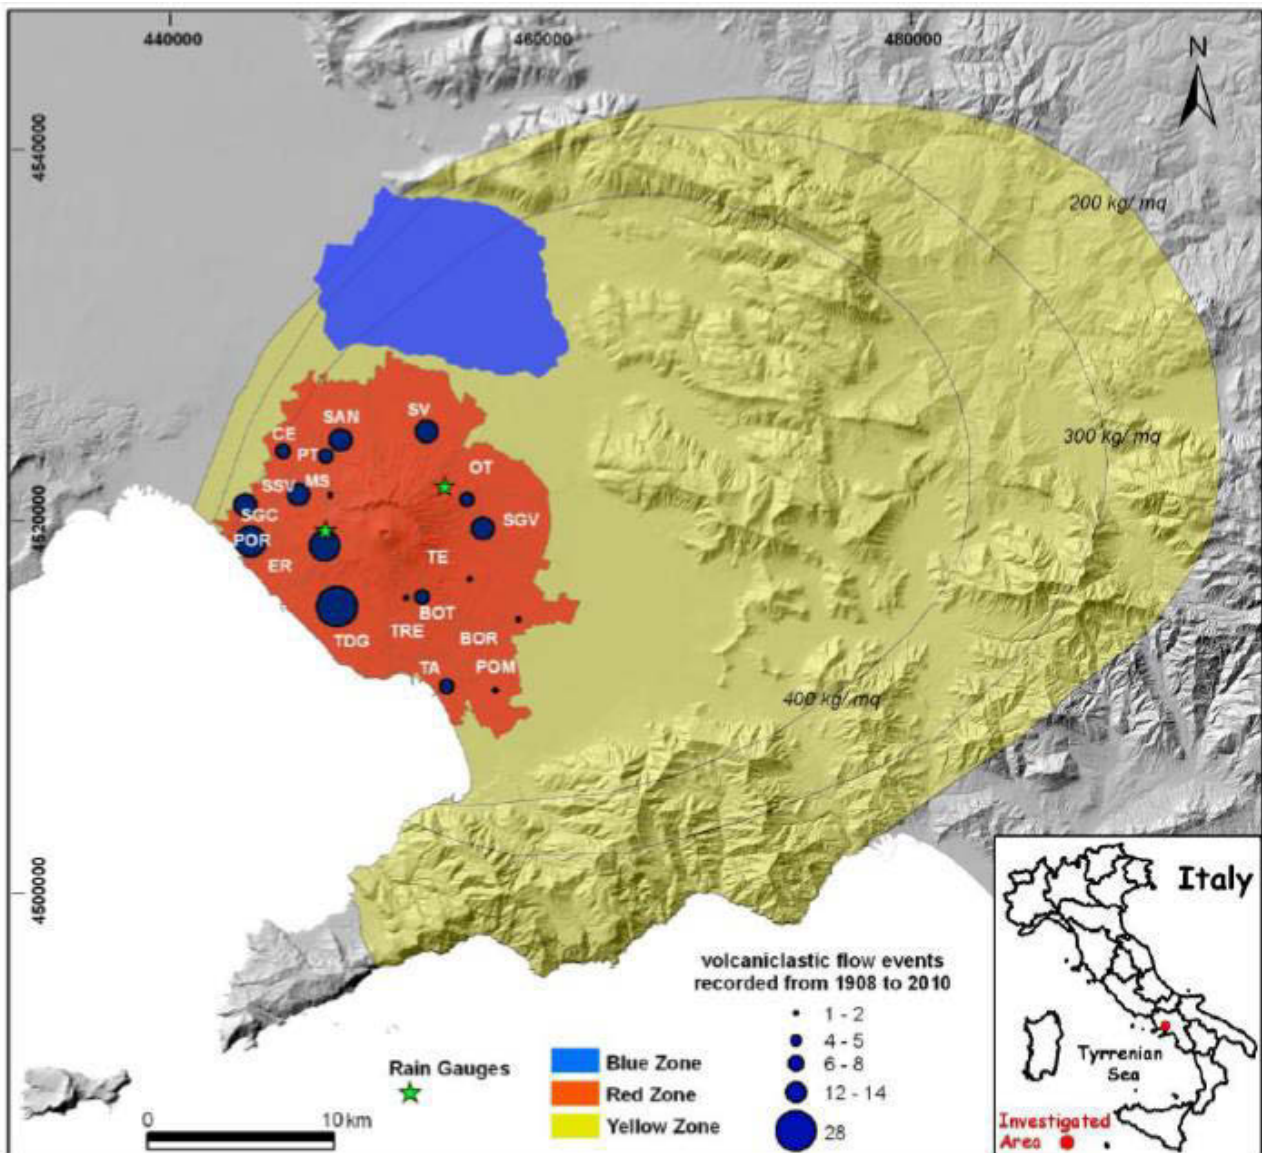 440000
460000
480000
N
4540000
200 kg/mq
300 kg/mq
SAN
SV
CE
PT
OT
SSV
MS
SGC
SGV
4520000
POR
ER
TE
BOT
TRE
TDG
BOR
TA
POM
400 kg/mq
4500000
Italy
volcaniclastic flow events
recorded from 1908 to 2010
1 - 2
4 - 5
6 - 8
12 - 14
28
Rain Gauges
Blue Zone
Red Zone
Yellow Zone
0
10 km
Tyrrenian
Sea
Investigated
Area